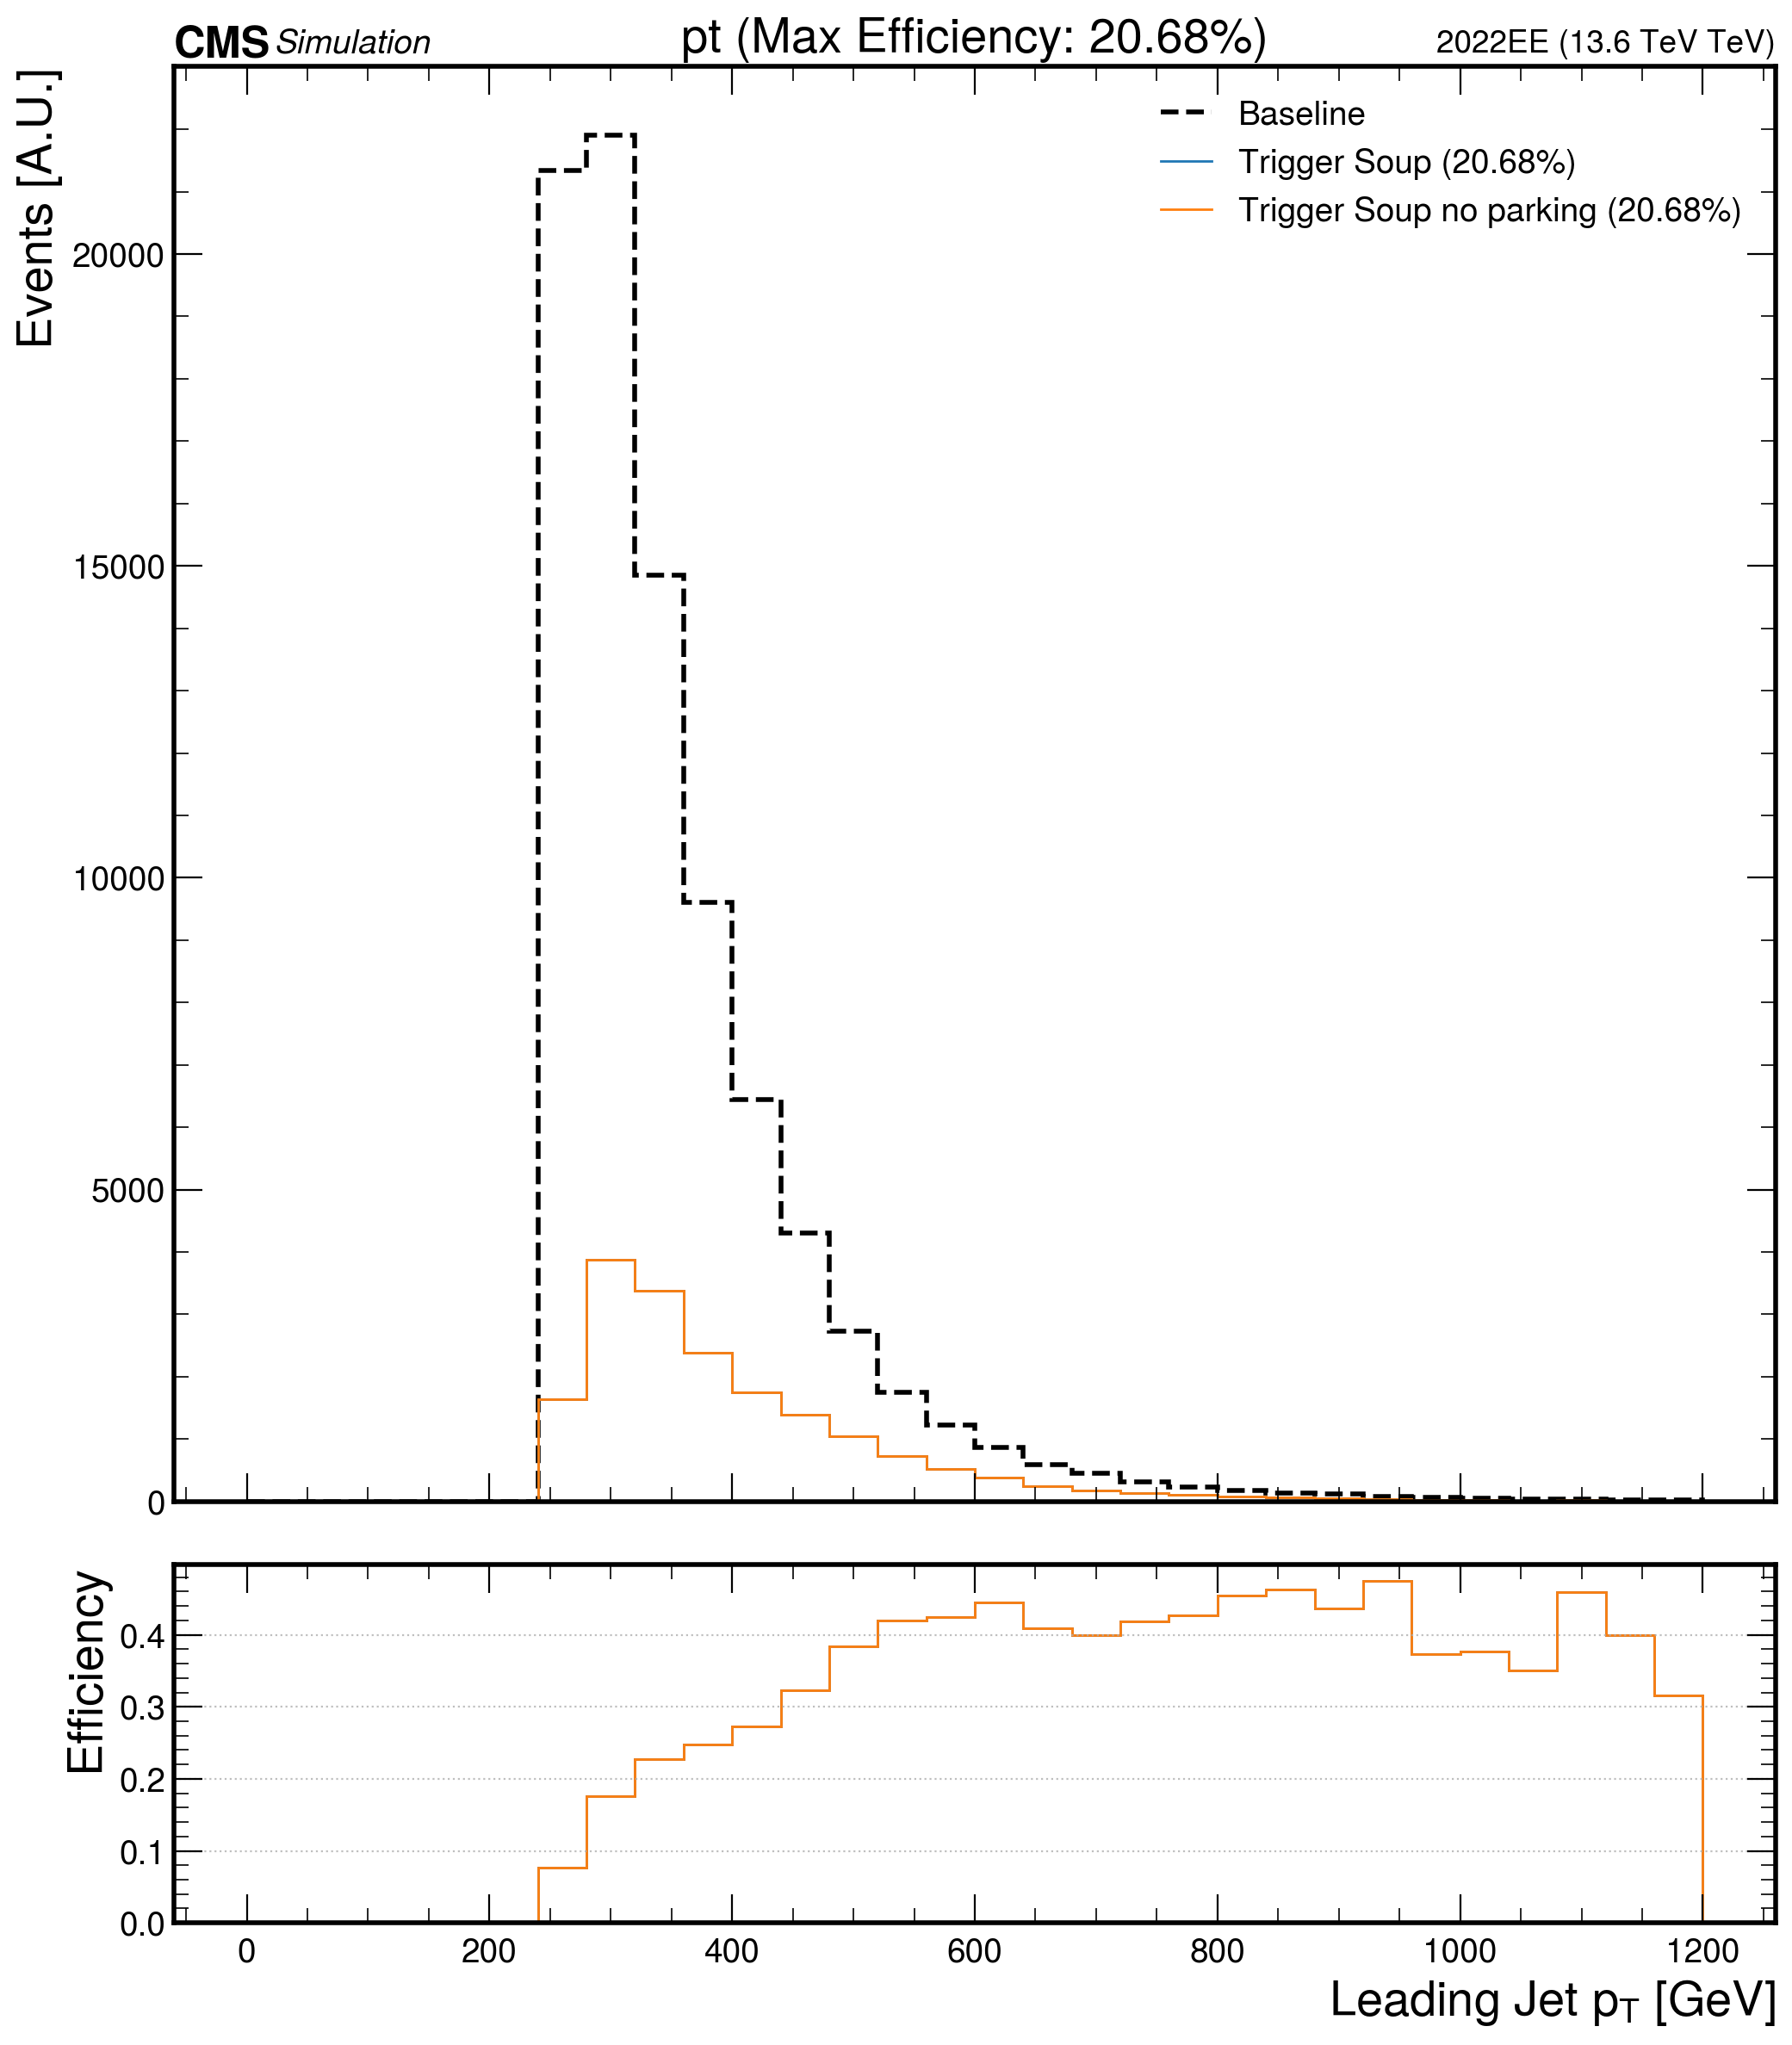 CMS Simulation pt (Max Efficiency: 20.68%) 2022EE (13.6 TeV TeV)
Events [A.U.]
Baseline
Trigger Soup (20.68%)
Trigger Soup no parking (20.68%)
20000
15000
10000
5000
0
Efficiency
0.4
0.3
0.2
0.1
0.0
0 200 400 600 800 1000 1200
Leading Jet pT [GeV]